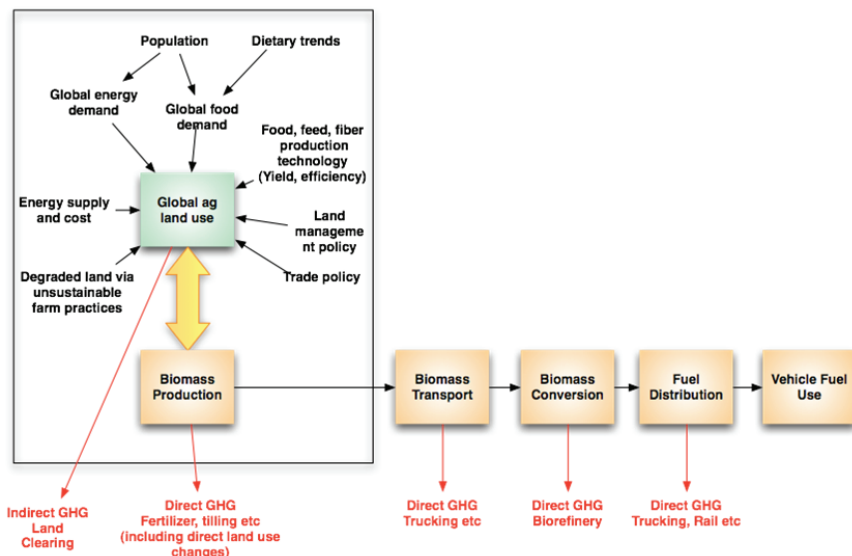 Population
Dietary trends
Global energy
demand
Global food
demand
Food, feed, fiber
production
technology
(Yield, efficiency)
Energy supply
and cost
Global ag
land use
Land
manageme
nt policy
Degraded land via
unsustainable
farm practices
Trade policy
Biomass
Production
Biomass
Transport
Biomass
Conversion
Fuel
Distribution
Vehicle Fuel
Use
Indirect GHG
Land
Clearing
Direct GHG
Fertilizer, tilling etc
(including direct land use
changes)
Direct GHG
Trucking etc
Direct GHG
Biorefinery
Direct GHG
Trucking, Rail etc